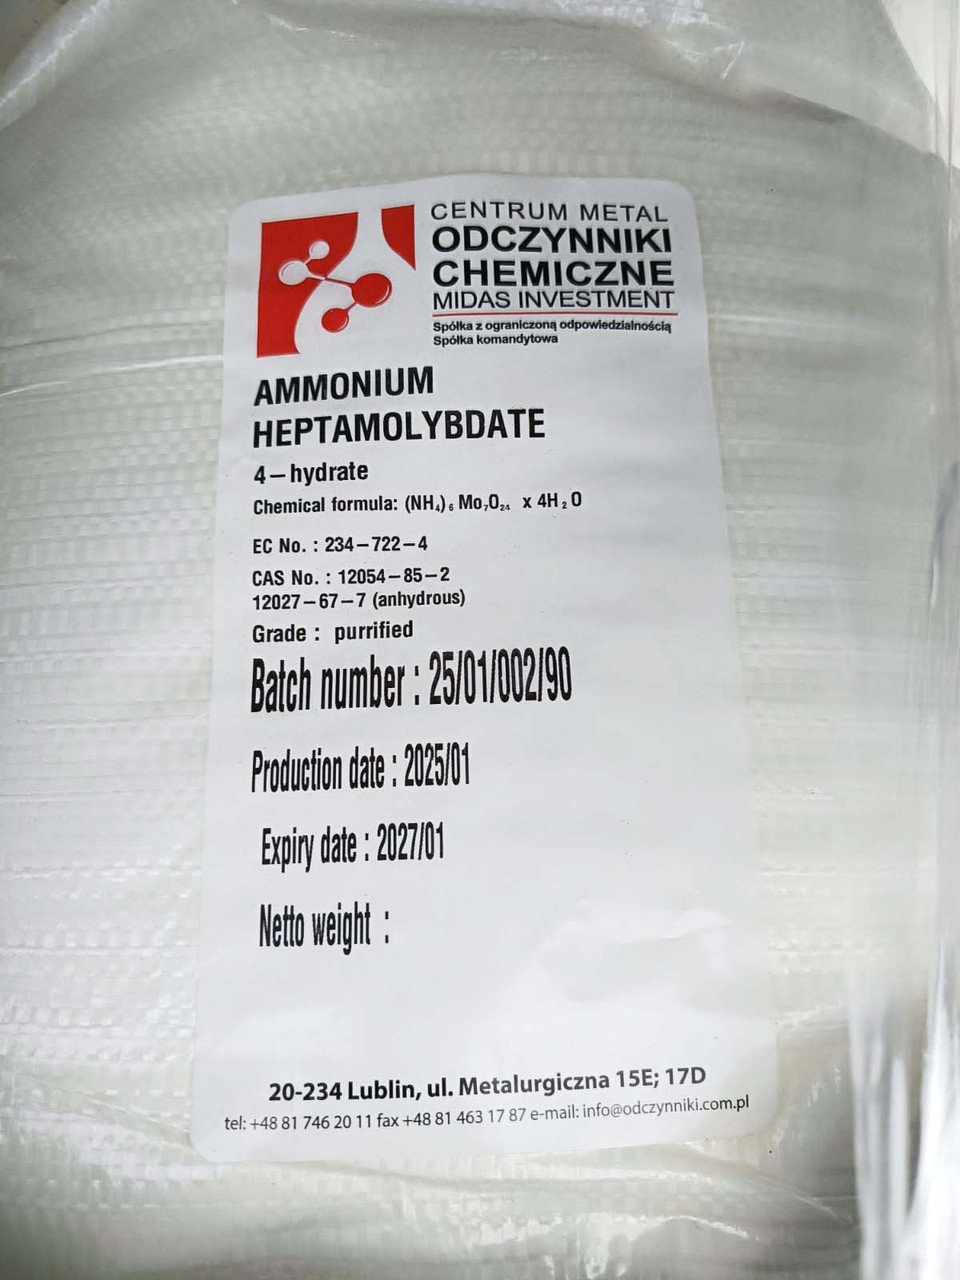 CENTRUM METAL
ODCZYNNIKI
CHEMICZNE
MIDAS INVESTMENT
Spółka z ograniczoną odpowiedzialnością
Spółka komandytowa
AMMONIUM
HEPTAMOLYBDATE
4-hydrate
Chemical formula: (NH₄)₆ Mo₇O₂₄ x 4H₂O
EC No. : 234-722-4
CAS No. : 12054-85-2
12027-67-7 (anhydrous)
Grade : purrified
Batch number : 25/01/002/90
Production date : 2025/01
Expiry date : 2027/01
Netto weight :
20-234 Lublin, ul. Metalurgiczna 15E; 17D
tel: +48 81 746 20 11 fax +48 81 463 17 87 e-mail: info@odczynniki.com.pl